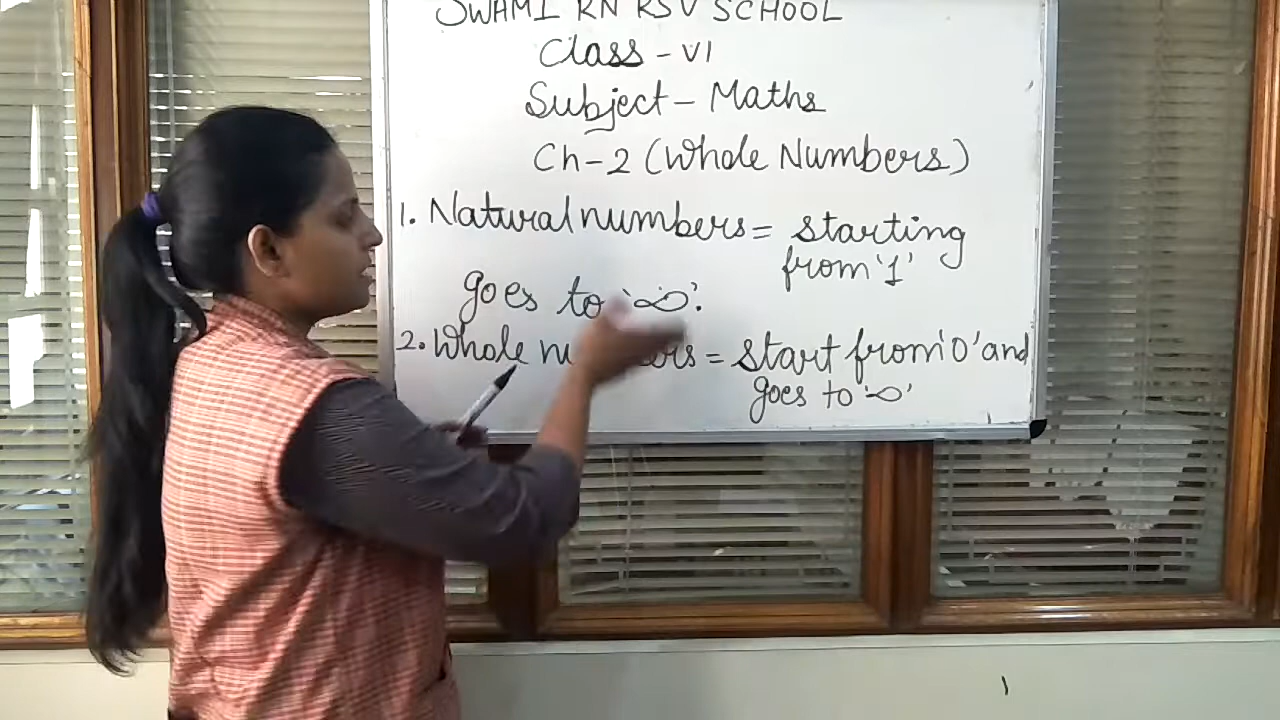 SWAMI RN RSV SCHOOL
Class - VI
Subject - Maths
Ch-2 (Whole Numbers)
1. Natural numbers = starting
from '1'
goes to '∞'.
2. Whole numbers = start from '0' and
goes to '∞'